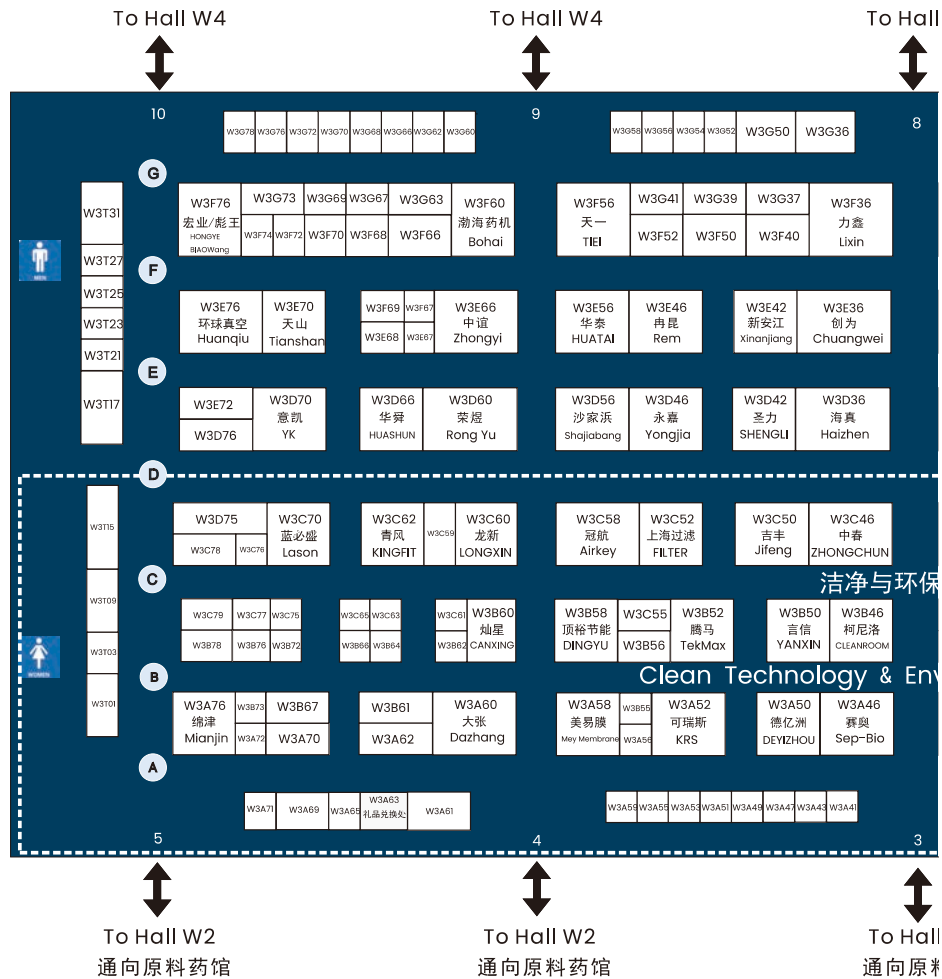 To Hall W4
To Hall W4
To Hall
10
9
8
W3G78 W3G76 W3G72 W3G70 W3G68 W3G66 W3G62 W3G60
W3G58 W3G56 W3G54 W3G52 W3G50 W3G36
G
W3T31
W3T27
W3T25
W3T23
W3T21
W3T17
MEN
W3F76
宏业/彪王
HONGYE
BIAOWang
W3G73 W3G69 W3G67 W3G63
W3F74 W3F72 W3F70 W3F68 W3F66
W3F60
渤海药机
Bohai
W3F56
天一
TIEI
W3G41 W3G39 W3G37
W3F52 W3F50 W3F40
W3F36
力鑫
Lixin
F
W3E76
环球真空
Huanqiu
W3E70
天山
Tianshan
W3F69 W3F67
W3E68 W3E67
W3E66
中谊
Zhongyi
W3E56
华泰
HUATAI
W3E46
冉昆
Rem
W3E42
新安江
Xinanjiang
W3E36
创为
Chuangwei
E
W3E72
W3D76
W3D70
意凯
YK
W3D66
华舜
HUASHUN
W3D60
荣煜
Rong Yu
W3D56
沙家浜
Shajiabang
W3D46
永嘉
Yongjia
W3D42
圣力
SHENGLI
W3D36
海真
Haizhen
D
W3T15
W3T09
W3T03
W3T01
WOMEN
W3D75
W3C78 W3C76
W3C70
蓝必盛
Lason
W3C62
青风
KINGFIT
W3C59
W3C60
龙新
LONGXIN
W3C58
冠航
Airkey
W3C52
上海过滤
FILTER
W3C50
吉丰
Jifeng
W3C46
中春
ZHONGCHUN
C
洁净与环保
W3C79 W3C77 W3C75
W3B78 W3B76 W3B72
W3C65 W3C63
W3B66 W3B64
W3C61
W3B62
W3B60
灿星
CANXING
W3B58
顶裕节能
DINGYU
W3C55
W3B56
W3B52
腾马
TekMax
W3B50
言信
YANXIN
W3B46
柯尼洛
CLEANROOM
B
Clean Technology & Env
W3A76
绵津
Mianjin
W3B73 W3B67
W3A72 W3A70
W3B61
W3A62
W3A60
大张
Dazhang
W3A58
美易膜
Mey Membrane
W3B55
W3A56
W3A52
可瑞斯
KRS
W3A50
德亿洲
DEYIZHOU
W3A46
赛奥
Sep-Bio
A
W3A71 W3A69 W3A65
W3A63
礼品兑换处
W3A61
W3A59 W3A55 W3A53 W3A51 W3A49 W3A47 W3A43 W3A41
5
4
3
To Hall W2
通向原料药馆
To Hall W2
通向原料药馆
To Hall
通向原料